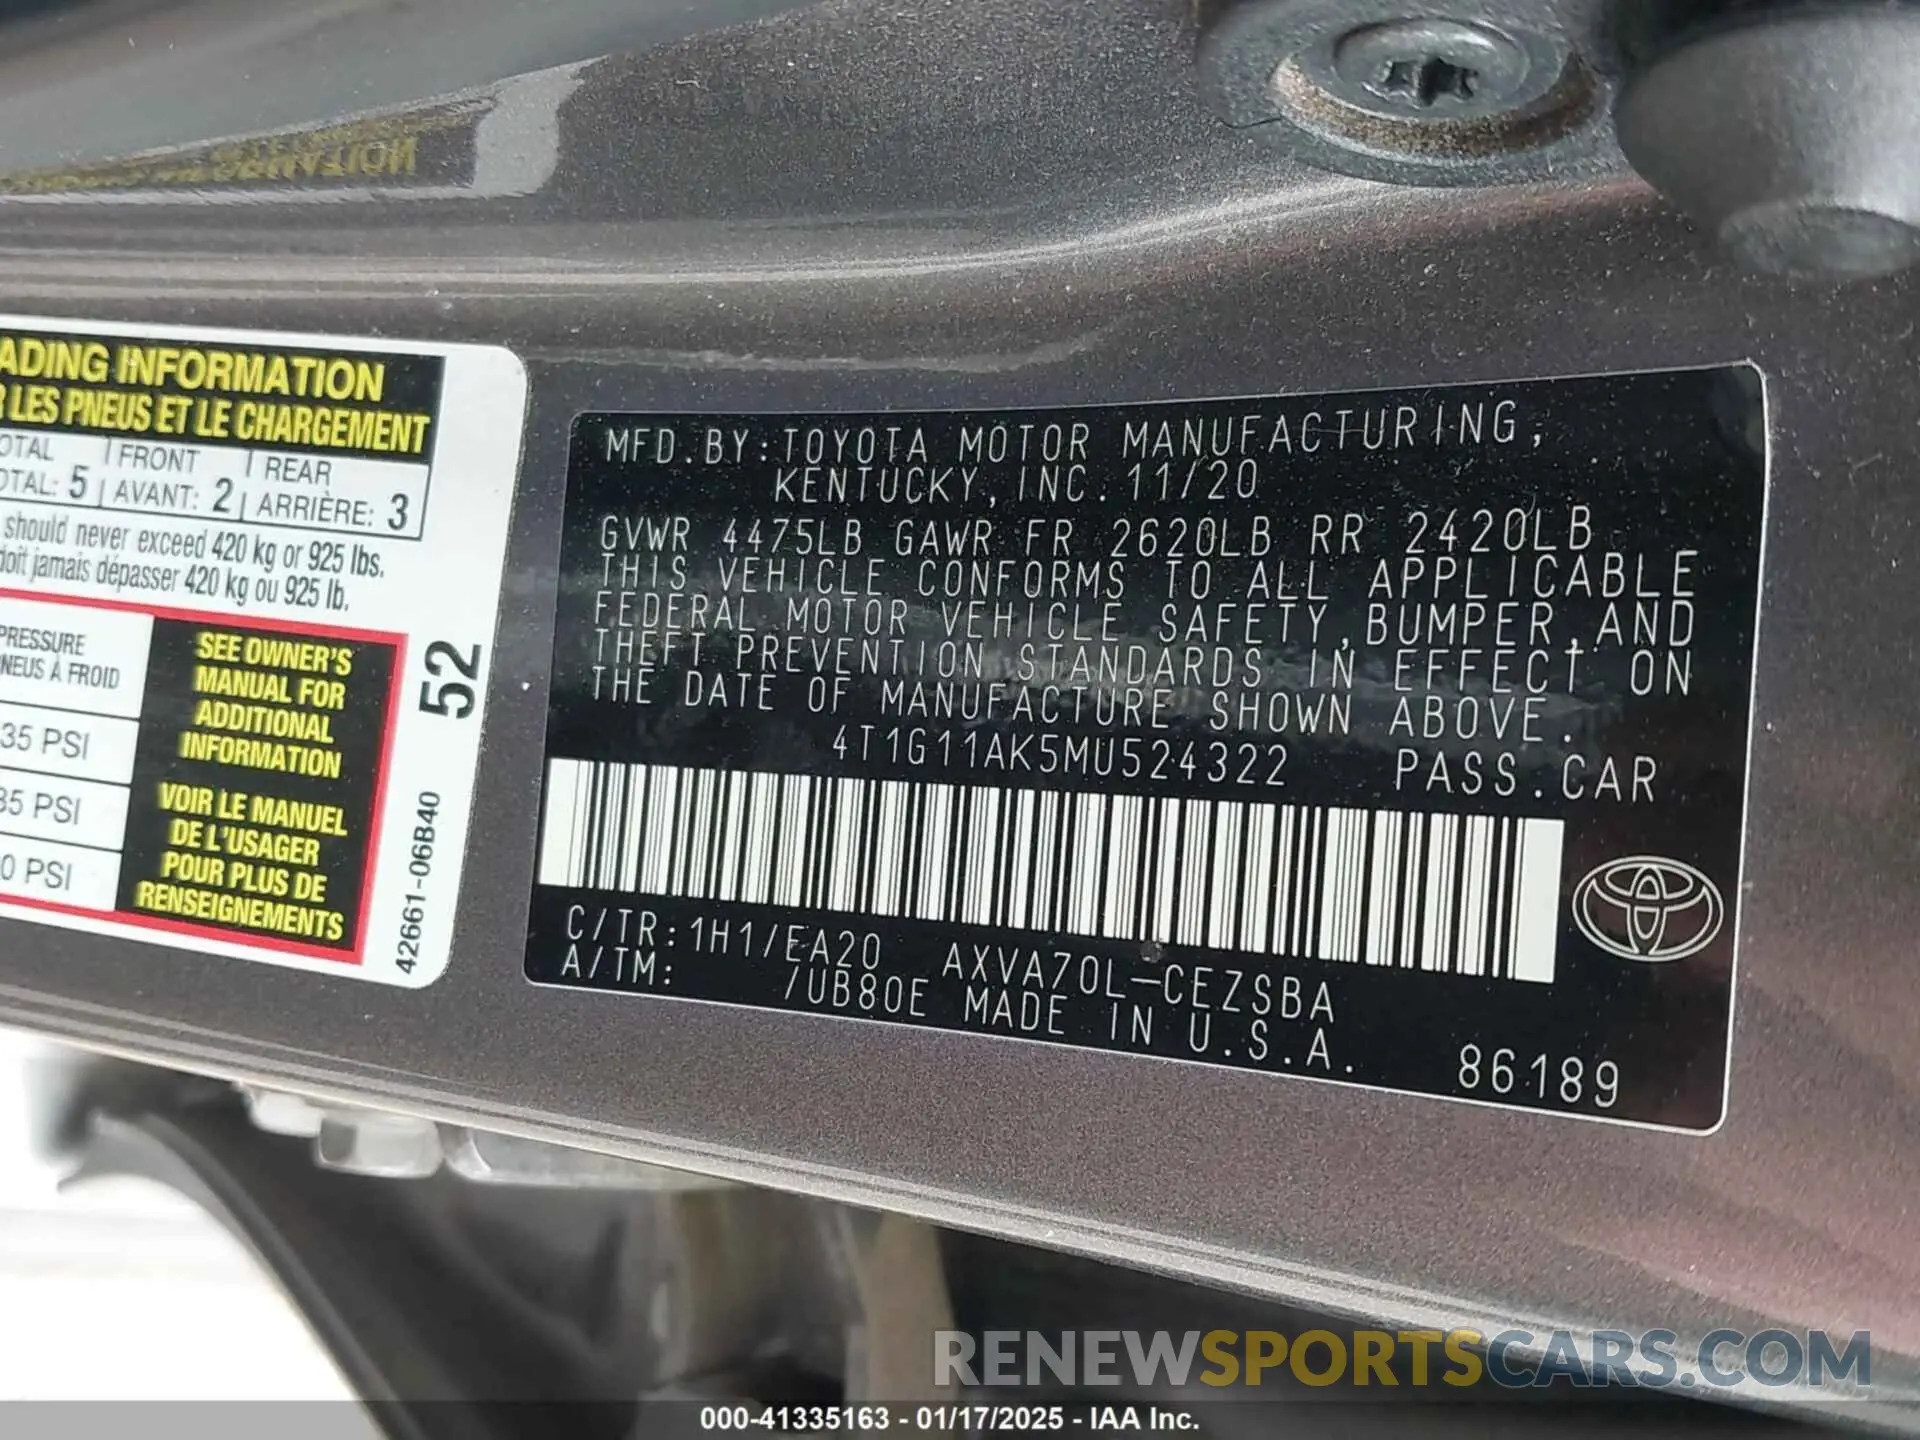 ADING INFORMATION
R LES PNEUS ET LE CHARGEMENT
OTAL | FRONT | REAR
OTAL: 5 | AVANT: 2 | ARRIÈRE: 3
should never exceed 420 kg or 925 lbs.
doit jamais dépasser 420 kg ou 925 lb.
PRESSURE
NEUS À FROID
35 PSI
35 PSI
0 PSI
SEE OWNER'S
MANUAL FOR
ADDITIONAL
INFORMATION
VOIR LE MANUEL
DE L'USAGER
POUR PLUS DE
RENSEIGNEMENTS
52
42661-06B40
MFD.BY:TOYOTA MOTOR MANUFACTURING,
KENTUCKY, INC. 11/20
GVWR 4475LB GAWR FR 2620LB RR 2420LB
THIS VEHICLE CONFORMS TO ALL APPLICABLE
FEDERAL MOTOR VEHICLE SAFETY,BUMPER,AND
THEFT PREVENTION STANDARDS IN EFFECT ON
THE DATE OF MANUFACTURE SHOWN ABOVE.
4T1G11AK5MU524322 PASS.CAR
C/TR:1H1/EA20 AXVA70L-CEZSBA
A/TM: /UB80E MADE IN U.S.A.
86189
RENEWSPORTSCARS.COM
000-41335163 - 01/17/2025 - IAA Inc.